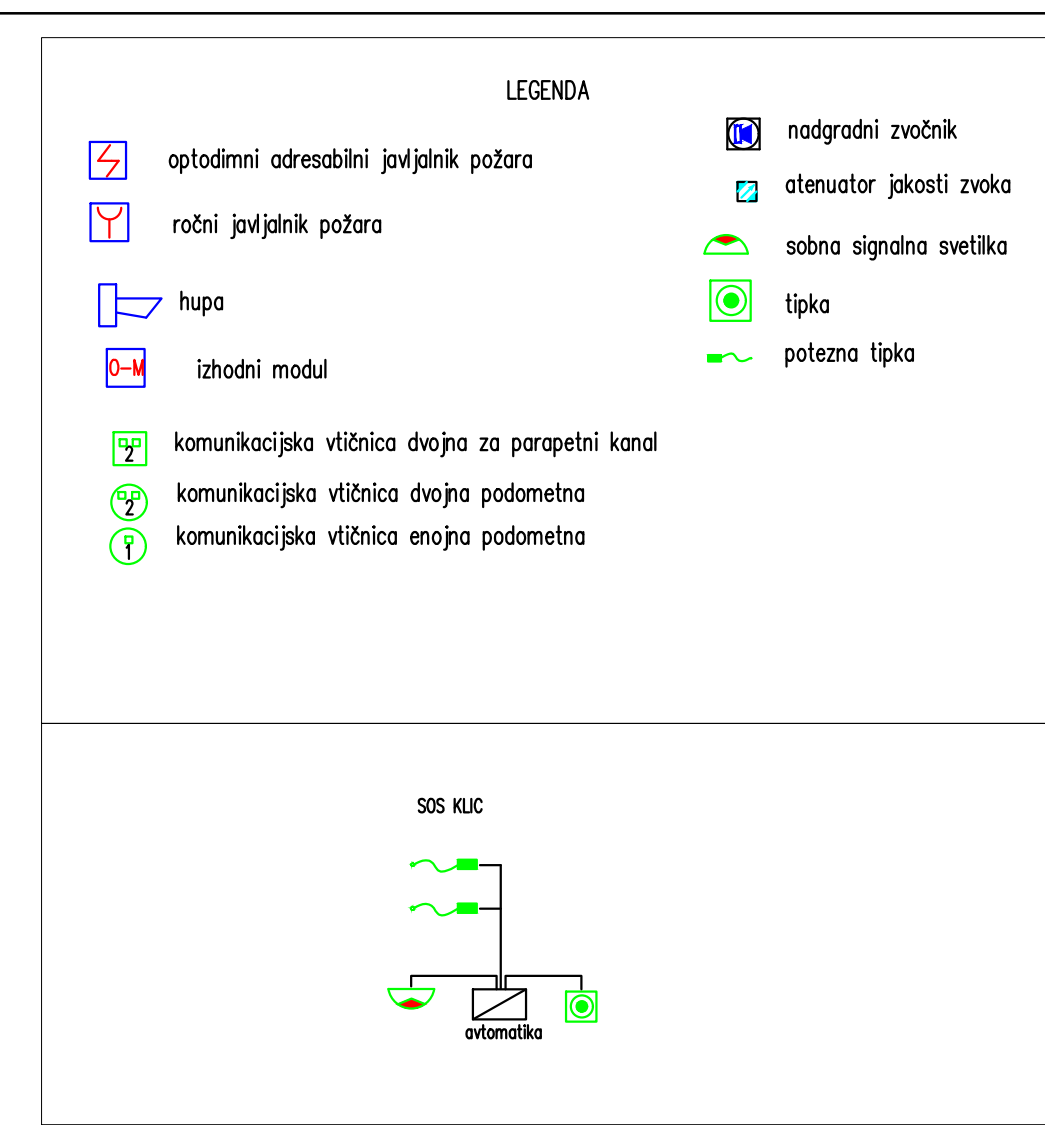 LEGENDA
optodimni adresabilni javljalnik požara
ročni javljalnik požara
hupa
O-M
izhodni modul
2
komunikacijska vtičnica dvojna za parapetni kanal
2
komunikacijska vtičnica dvojna podometna
1
komunikacijska vtičnica enojna podometna
nadgradni zvočnik
atenuator jakosti zvoka
sobna signalna svetilka
tipka
potezna tipka
SOS KLIC
avtomatika